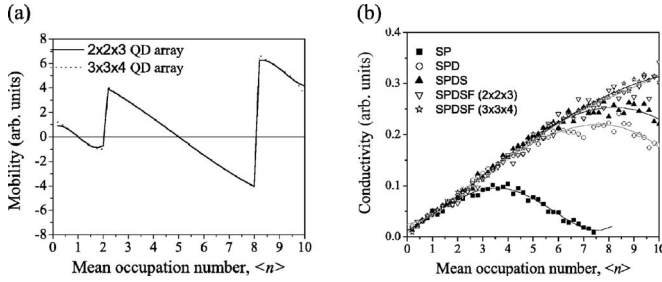 (a)
Mobility (arb. units)
8
6
4
2
0
-2
-4
-6
-8
2x2x3 QD array
3x3x4 QD array
0 1 2 3 4 5 6 7 8 9 10
Mean occupation number, <n>
(b)
Conductivity (arb. units)
0.4
0.3
0.2
0.1
0.0
SP
SPD
SPDS
SPDSF (2x2x3)
SPDSF (3x3x4)
0 1 2 3 4 5 6 7 8 9 10
Mean occupation number, <n>